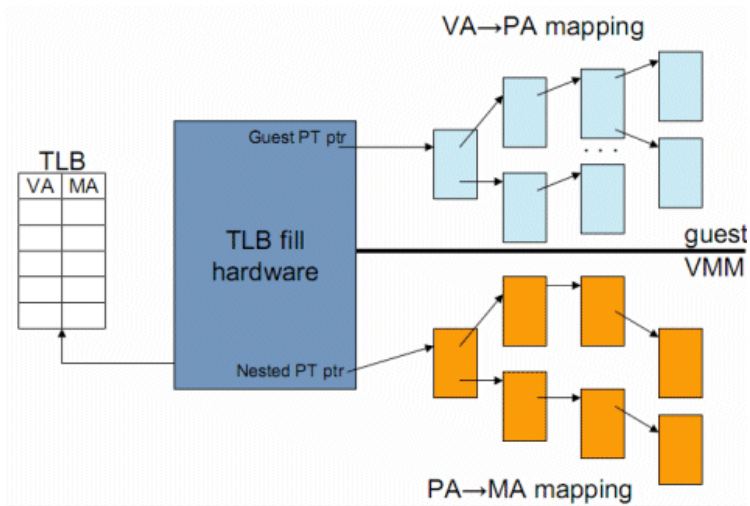 VA→PA mapping
Guest PT ptr
TLB
VA MA
TLB fill
hardware
. . .
guest
VMM
Nested PT ptr
PA→MA mapping